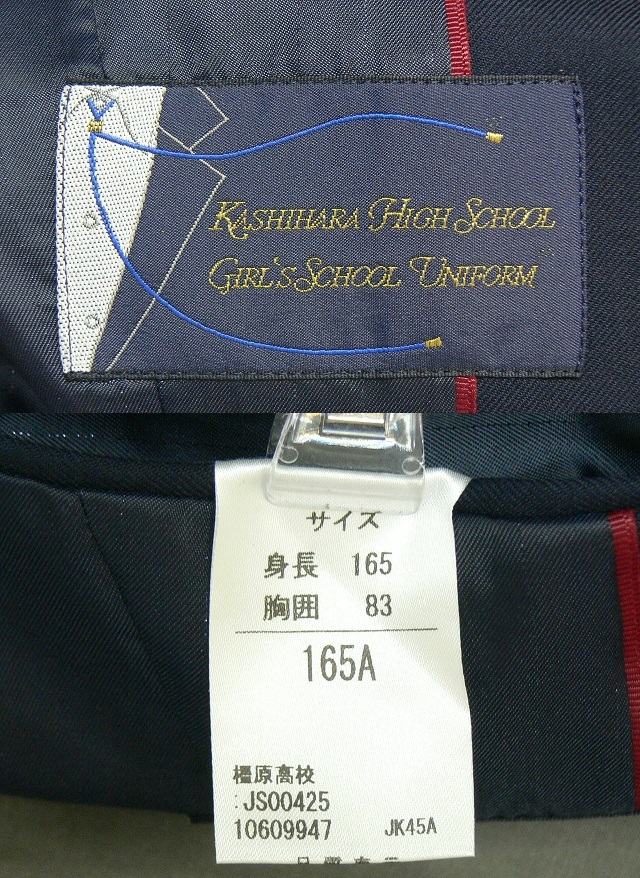 KASHIHARA HIGH SCHOOL
GIRL'S SCHOOL UNIFORM
サイズ
身長 165
胸囲 83
165A
橿原高校
:JS00425
10609947 JK45A